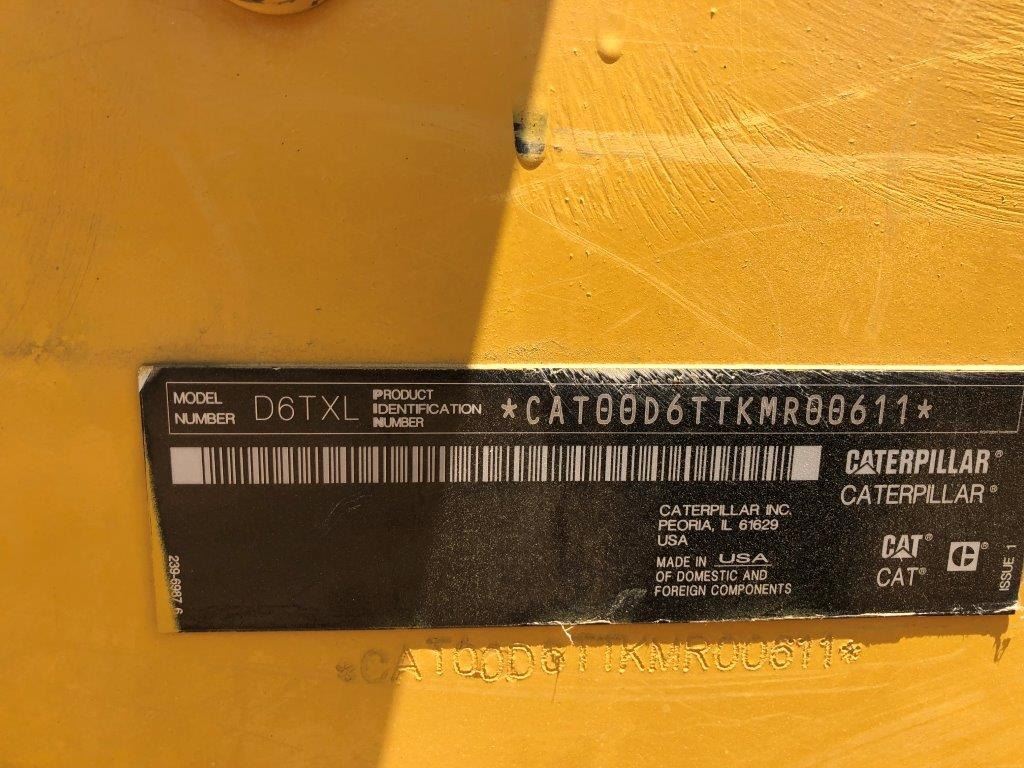 MODEL NUMBER D6TXL PRODUCT IDENTIFICATION NUMBER *CAT00D6TTKMR00611*
CATERPILLAR®
CATERPILLAR®
CATERPILLAR INC.
PEORIA, IL 61629
USA
MADE IN USA
OF DOMESTIC AND
FOREIGN COMPONENTS
CAT® C®
CAT®
ISSUE 1
239-6987 6
*CAT00D6TTKMR00611*